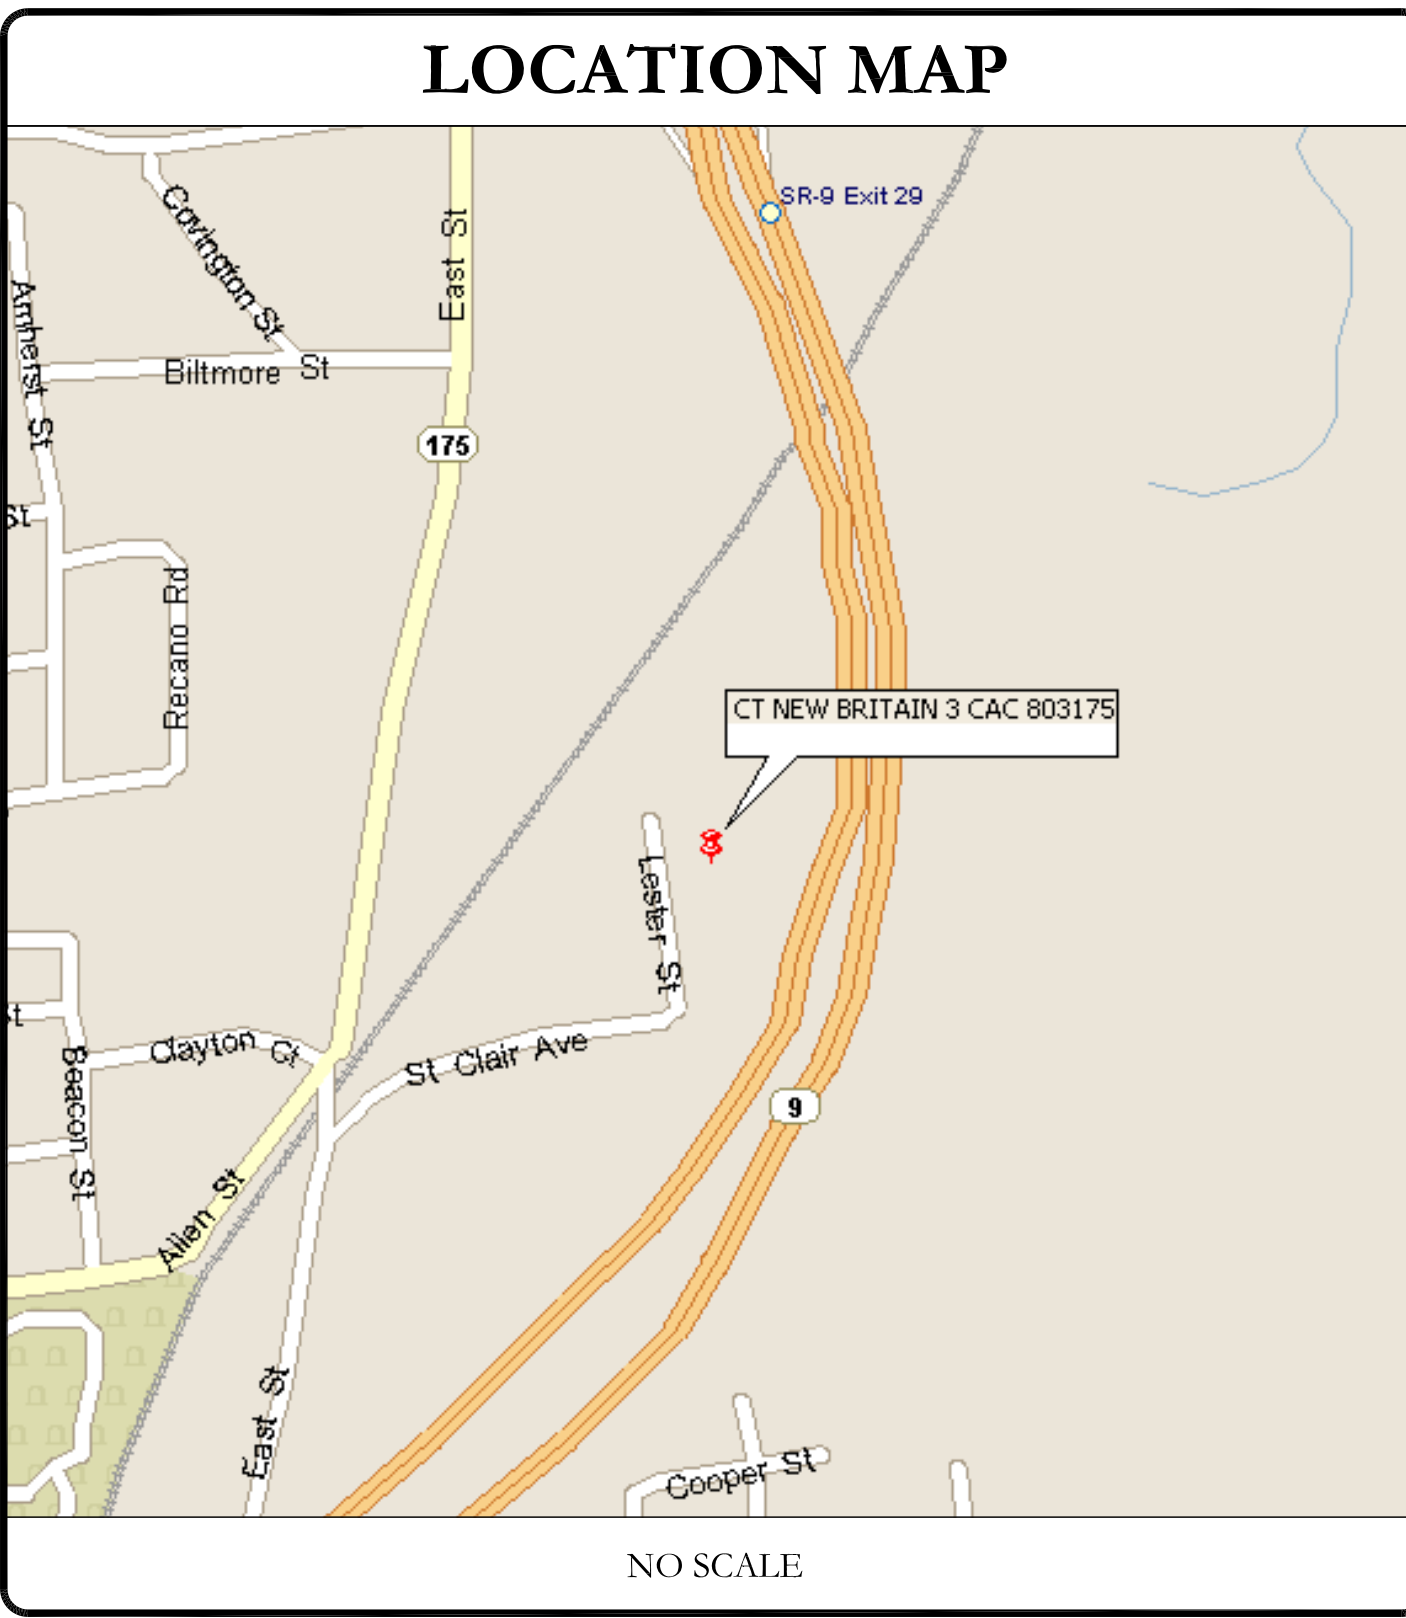 LOCATION MAP
SR-9 Exit 29
Covington St
East St
Amherst St
Biltmore St
175
St
Recano Rd
CT NEW BRITAIN 3 CAC 803175
Lester St
St
Clayton Ct
St Clair Ave
Beacon St
9
Allen St
East St
Cooper St
NO SCALE